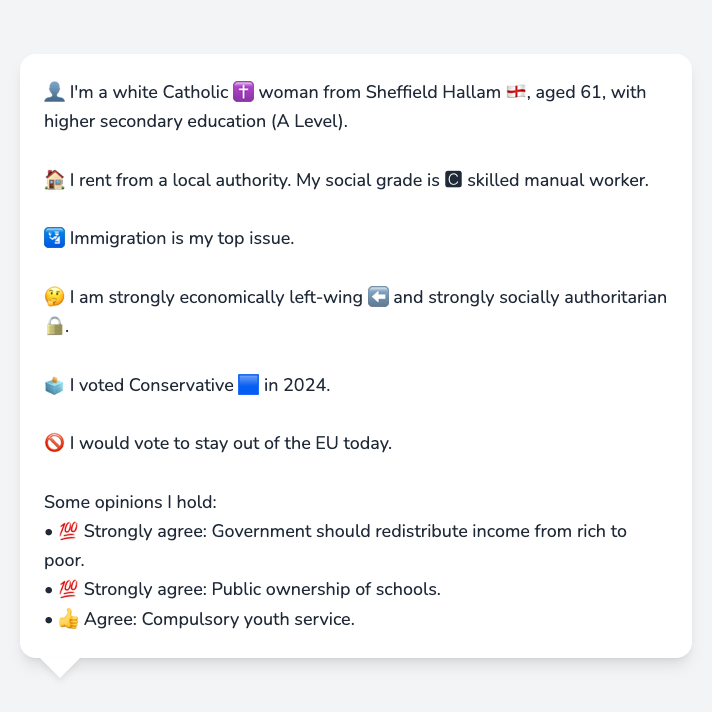 👤 I'm a white Catholic ✝️ woman from Sheffield Hallam 🏴󠁧󠁢󠁥󠁮󠁧󠁿, aged 61, with
higher secondary education (A Level).
🏠 I rent from a local authority. My social grade is 🅲 skilled manual worker.
🛂 Immigration is my top issue.
🤔 I am strongly economically left-wing ⬅️ and strongly socially authoritarian
🔒.
🗳️ I voted Conservative 🟦 in 2024.
🚫 I would vote to stay out of the EU today.
Some opinions I hold:
• 💯 Strongly agree: Government should redistribute income from rich to
poor.
• 💯 Strongly agree: Public ownership of schools.
• 👍 Agree: Compulsory youth service.